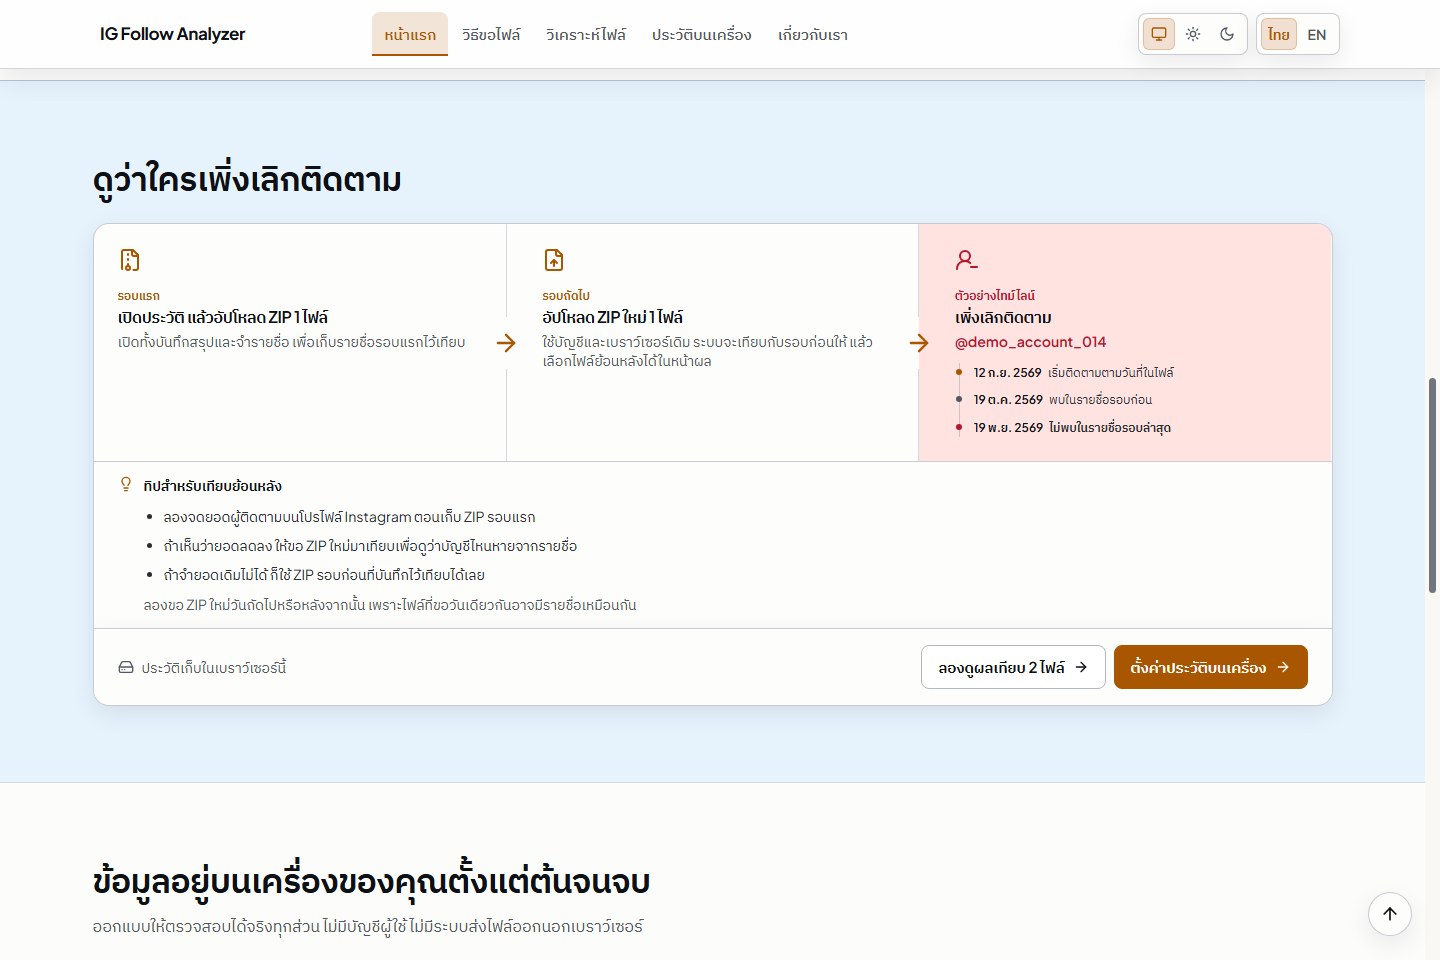 IG Follow Analyzer
หน้าแรก
วิธีขอไฟล์
วิเคราะห์ไฟล์
ประวัติบนเครื่อง
เกี่ยวกับเรา
ไทย
EN
ดูว่าใครเพิ่งเลิกติดตาม
รอบแรก
เปิดประวัติ แล้วอัปโหลด ZIP 1 ไฟล์
เปิดทั้งบันทึกสรุปและจำรายชื่อ เพื่อเก็บรายชื่อรอบแรกไว้เทียบ
รอบถัดไป
อัปโหลด ZIP ใหม่ 1 ไฟล์
ใช้บัญชีและเบราว์เซอร์เดิม ระบบจะเทียบกับรอบก่อนให้ แล้ว
เลือกไฟล์ย้อนหลังได้ในหน้าผล
ตัวอย่างไทม์ไลน์
เพิ่งเลิกติดตาม
@demo_account_014
12 ก.ย. 2569 เริ่มติดตามตามวันที่ในไฟล์
19 ต.ค. 2569 พบในรายชื่อรอบก่อน
19 พ.ย. 2569 ไม่พบในรายชื่อรอบล่าสุด
ทิปสำหรับเทียบย้อนหลัง
• ลองจดยอดผู้ติดตามบนโปรไฟล์ Instagram ตอนเก็บ ZIP รอบแรก
• ถ้าเห็นว่ายอดลดลง ให้ขอ ZIP ใหม่มาเทียบเพื่อดูว่าบัญชีไหนหายจากรายชื่อ
• ถ้าจำยอดเดิมไม่ได้ ก็ใช้ ZIP รอบก่อนที่บันทึกไว้เทียบได้เลย
ลองขอ ZIP ใหม่วันถัดไปหรือหลังจากนั้น เพราะไฟล์ที่ขอวันเดียวกันอาจมีรายชื่อเหมือนกัน
ประวัติเก็บในเบราว์เซอร์นี้
ลองดูผลเทียบ 2 ไฟล์
ตั้งค่าประวัติบนเครื่อง
ข้อมูลอยู่บนเครื่องของคุณตั้งแต่ต้นจนจบ
ออกแบบให้ตรวจสอบได้จริงทุกส่วน ไม่มีบัญชีผู้ใช้ ไม่มีระบบส่งไฟล์ออกนอกเบราว์เซอร์